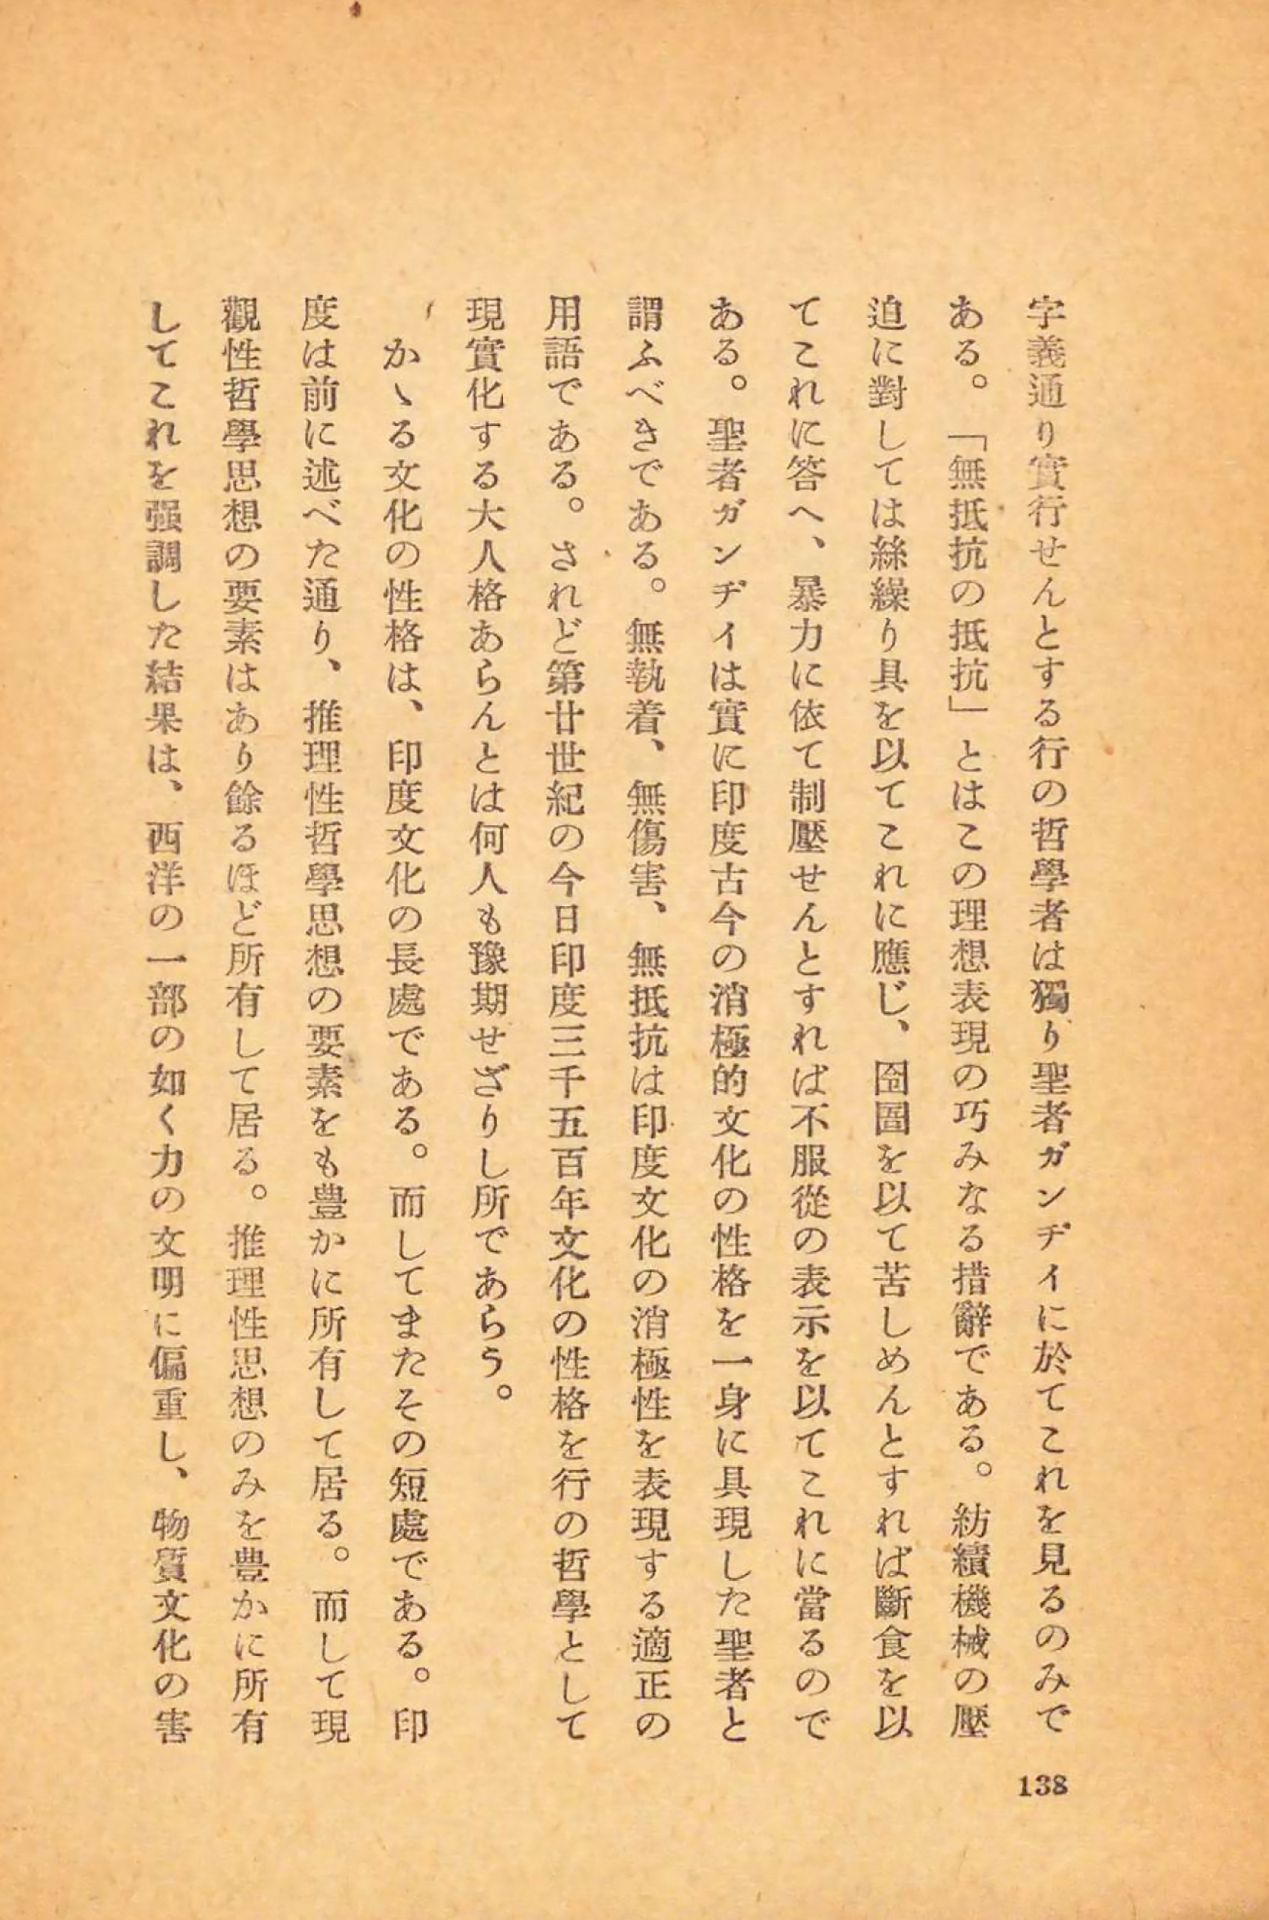 字義通り實行せんとする行の哲學者は獨り聖者ガンヂイに於てこれを見るのみで
ある。「無抵抗の抵抗」とはこの理想表現の巧みなる措辭である。紡績機械の壓
迫に對しては絲繰り具を以てこれに應じ、囹圄を以て苦しめんとすれば斷食を以
てこれに答へ、暴力に依て制壓せんとすれば不服從の表示を以てこれに當るので
ある。聖者ガンヂイは實に印度古今の消極的文化の性格を一身に具現した聖者と
謂ふべきである。無執着、無傷害、無抵抗は印度文化の消極性を表現する適正の
用語である。されど第廿世紀の今日印度三千五百年文化の性格を行の哲學として
現實化する大人格あらんとは何人も豫期せざりし所であらう。
かゝる文化の性格は、印度文化の長處である。而してまたその短處である。印
度は前に述べた通り、推理性哲學思想の要素をも豊かに所有して居る。而して現
觀性哲學思想の要素はあり餘るほど所有して居る。推理性思想のみを豊かに所有
してこれを强調した結果は、西洋の一部の如く力の文明に偏重し、物質文化の害
138